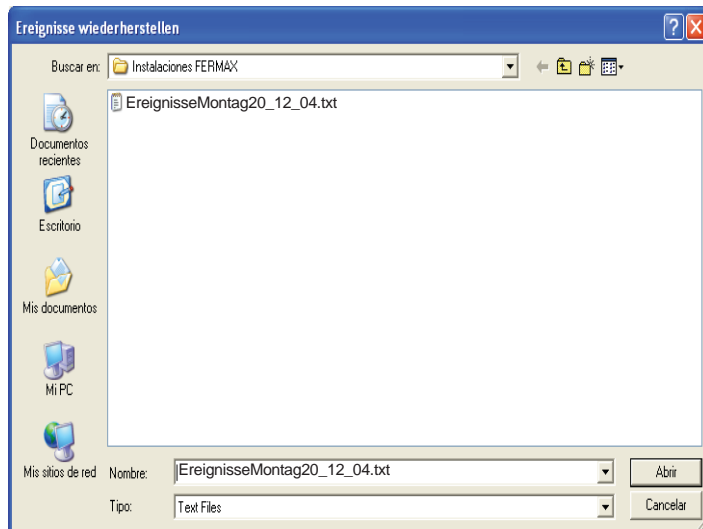 Ereignisse wiederherstellen
Buscar en:
Instalaciones FERMAX
EreignisseMontag20_12_04.txt
Documentos
recientes
Escritorio
Mis documentos
Mi PC
Mis sitios de red
Nombre:
EreignisseMontag20_12_04.txt
Abrir
Tipo:
Text Files
Cancelar